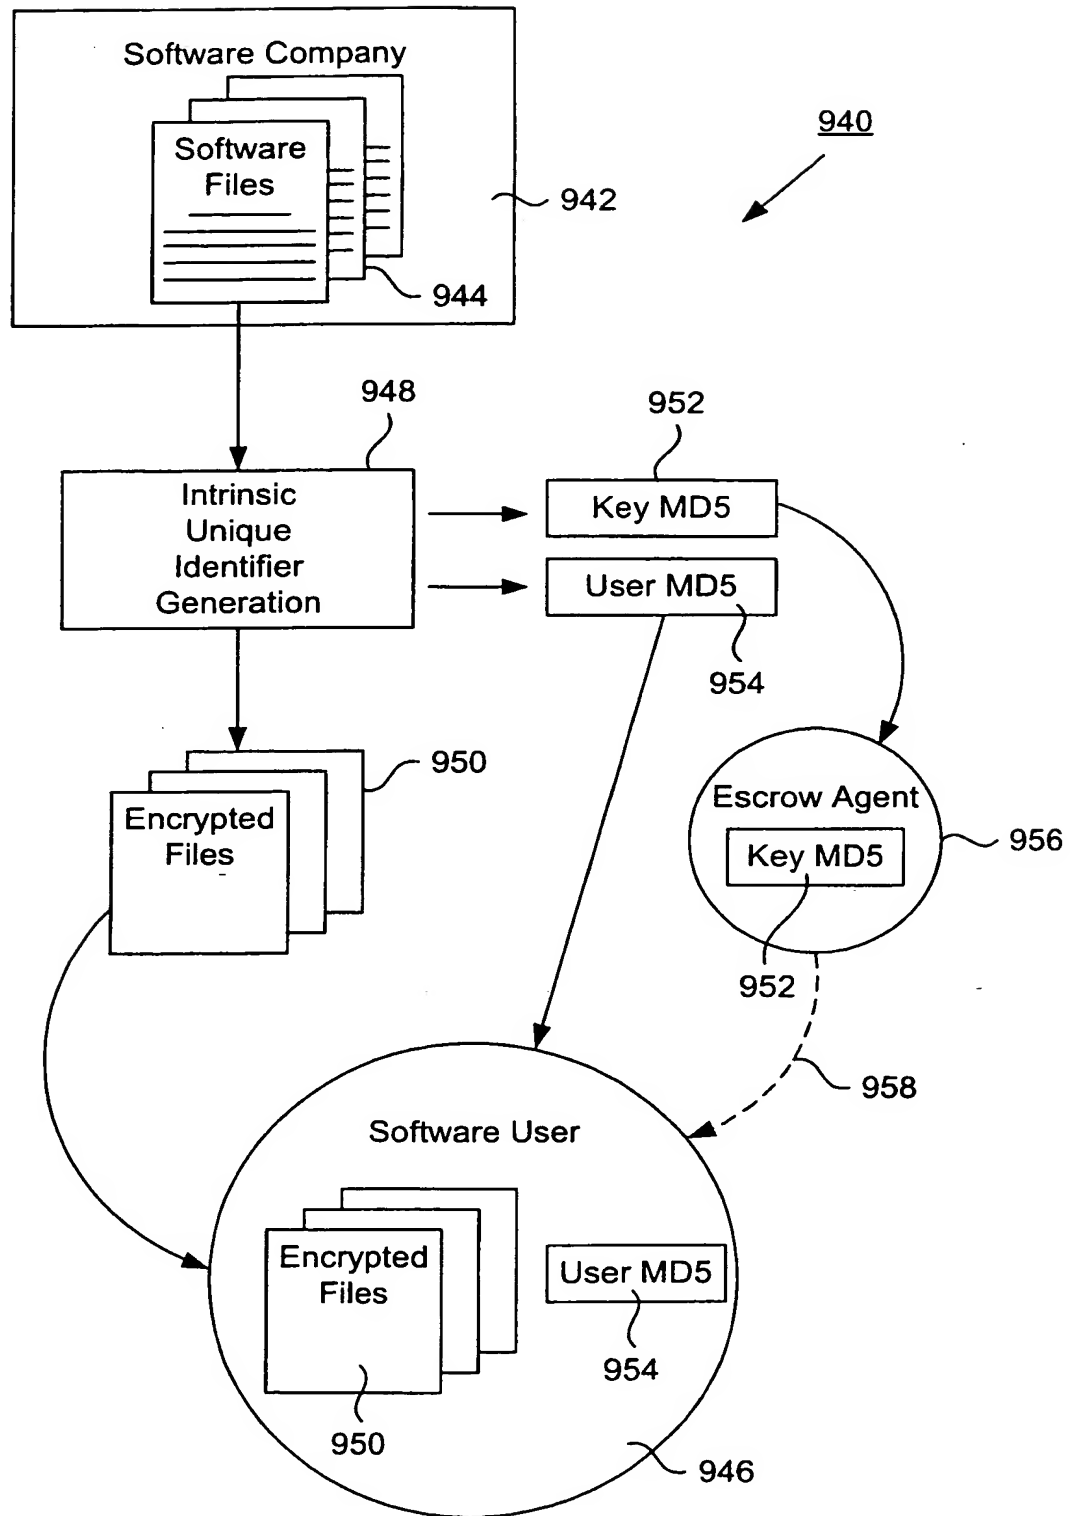 Software Company
Software
Files
940
942
944
948
952
Intrinsic
Unique
Identifier
Generation
Key MD5
User MD5
954
950
Encrypted
Files
Escrow Agent
Key MD5
956
952
958
Software User
Encrypted
Files
User MD5
954
950
946